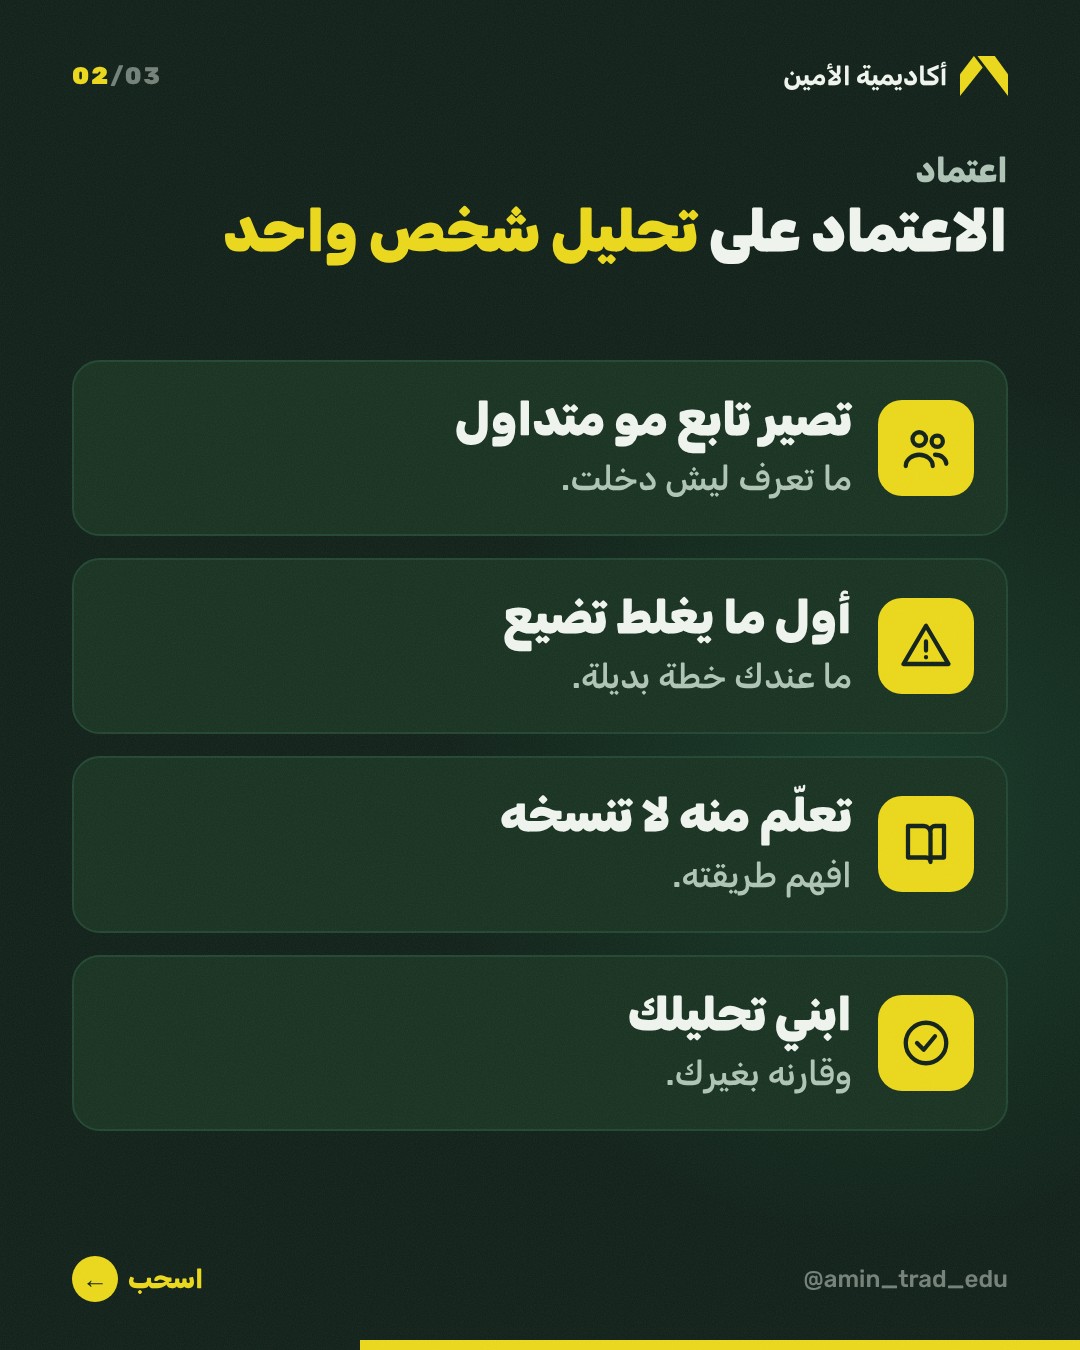 أكاديمية الأمين
02/03
اعتماد
الاعتماد على تحليل شخص واحد
تصير تابع مو متداول
ما تعرف ليش دخلت.
أول ما يغلط تضيع
ما عندك خطة بديلة.
تعلّم منه لا تنسخه
افهم طريقته.
ابني تحليلك
وقارنه بغيرك.
@amin_trad_edu
اسحب ←